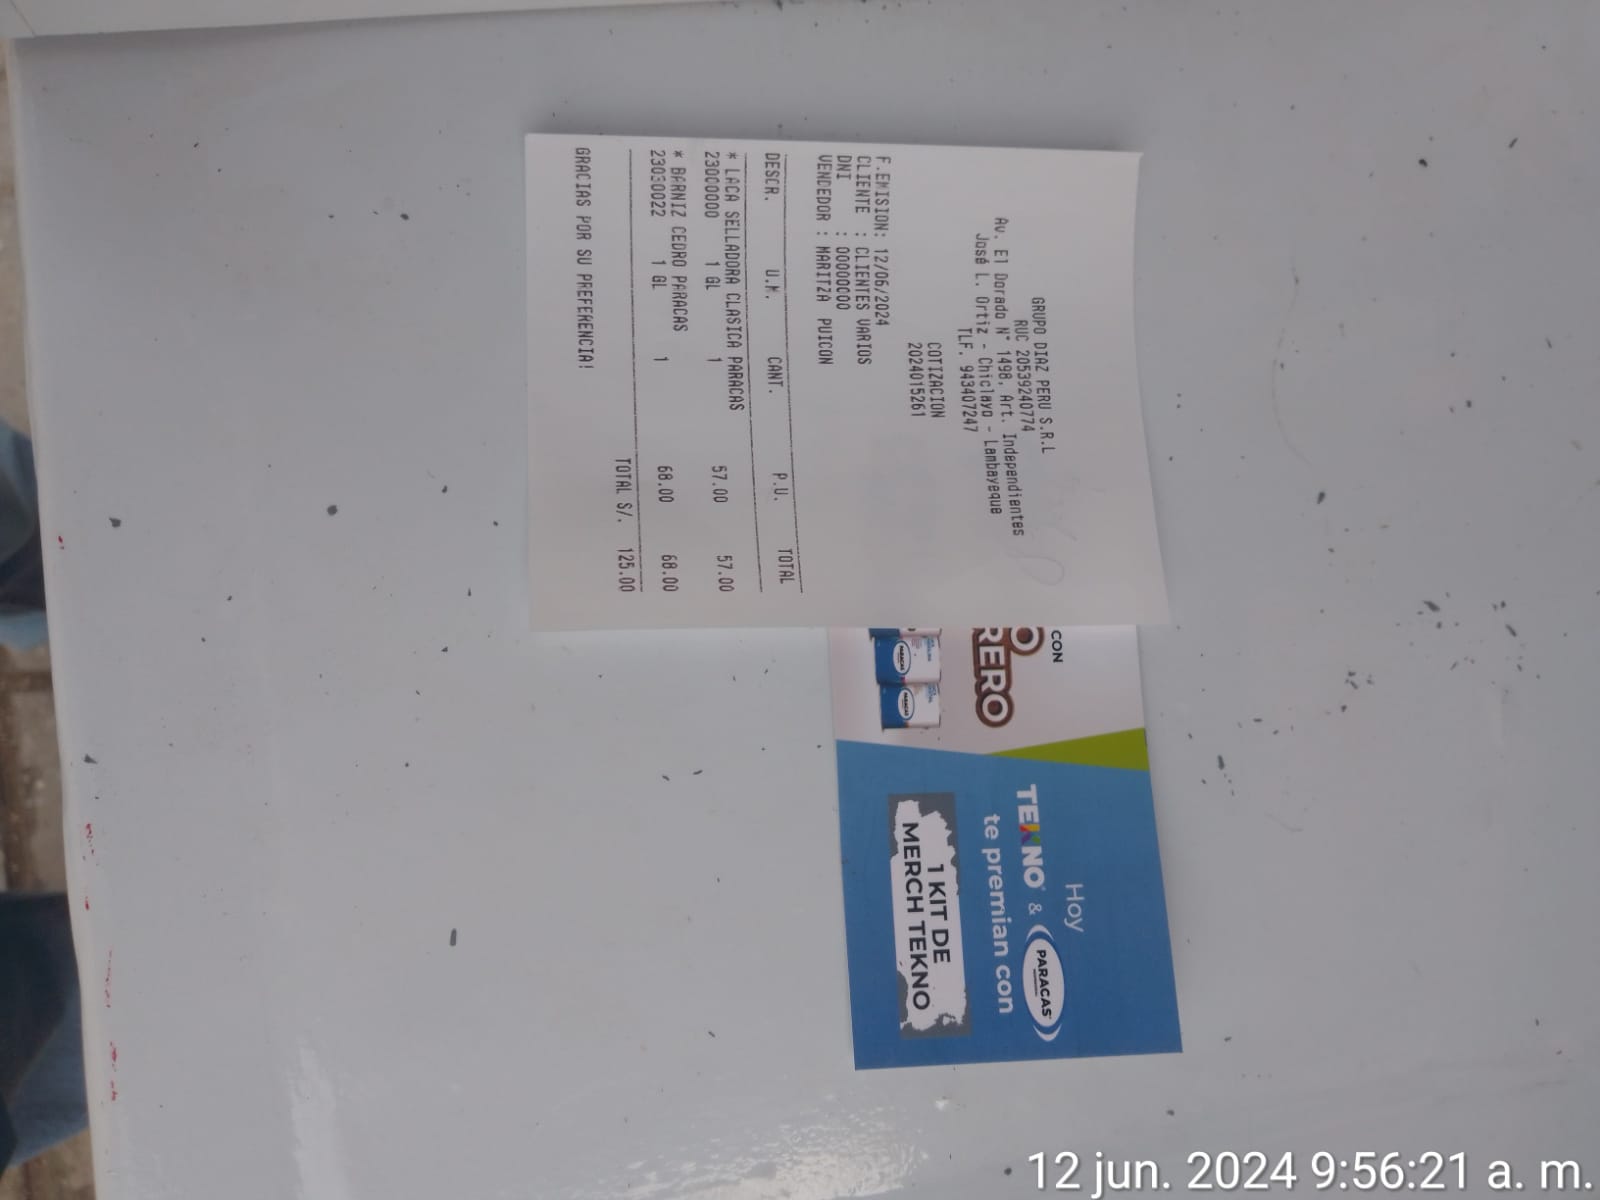 GRUPO DIAZ PERU S.R.L
RUC 20539240774
Av. El Dorado N° 1498, Art. Independientes
José L. Ortiz - Chiclayo - Lambayeque
TLF. 943407247
COTIZACION
2024015261
F.EMISION: 12/06/2024
CLIENTE : CLIENTES VARIOS
DNI : 00000000
VENDEDOR : MARITZA PUICON
DESCR. U.M. CANT. P.U. TOTAL
* LACA SELLADORA CLASICA PARACAS
23000000 1 GL 1 57.00 57.00
* BARNIZ CEDRO PARACAS
23030022 1 GL 1 68.00 68.00
TOTAL S/. 125.00
GRACIAS POR SU PREFERENCIA!
CON
O
RERO
PARACAS
PARACAS
Hoy
TEKNO & PARACAS
te premian con
1 KIT DE
MERCH TEKNO
12 jun. 2024 9:56:21 a. m.